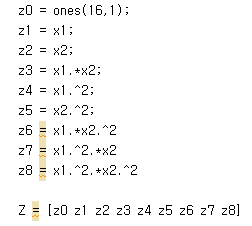 z0 = ones(16,1);
z1 = x1;
z2 = x2;
z3 = x1.*x2;
z4 = x1.^2;
z5 = x2.^2;
z6 = x1.*x2.^2
z7 = x1.^2.*x2
z8 = x1.^2.*x2.^2
Z = [z0 z1 z2 z3 z4 z5 z6 z7 z8]